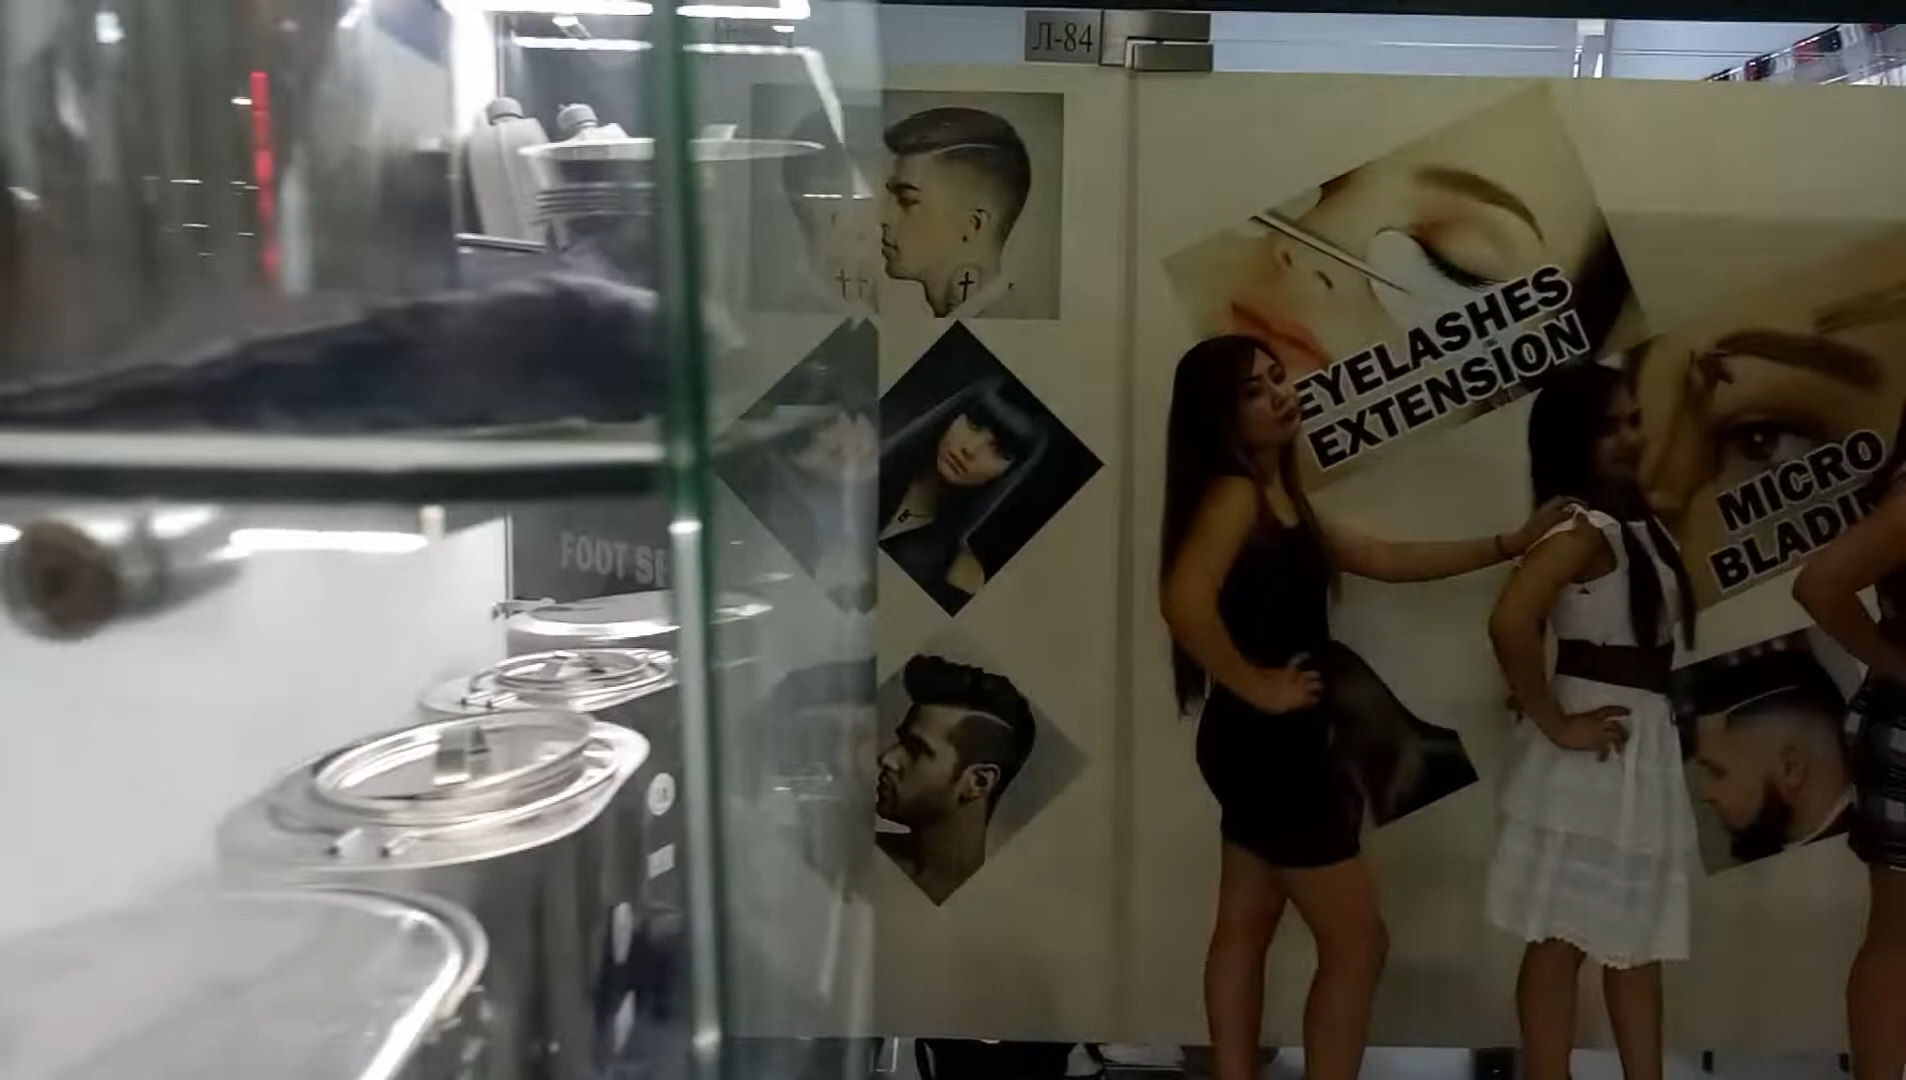 Л-84
EYELASHES
EXTENSION
MICRO
FOOT